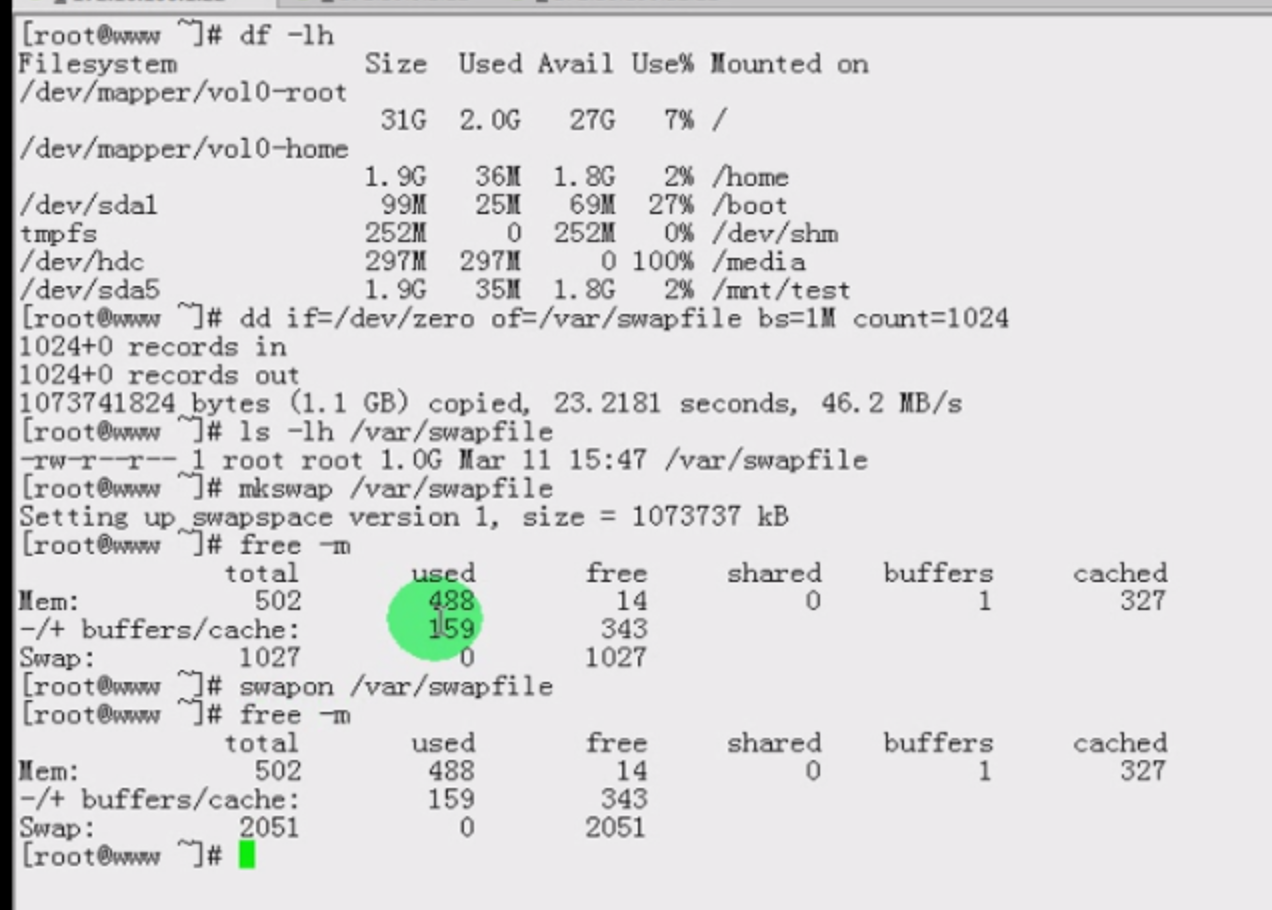 [root@www ~]# df -lh
Filesystem            Size  Used Avail Use% Mounted on
/dev/mapper/vol0-root
                       31G  2.0G   27G   7% /
/dev/mapper/vol0-home
                      1.9G   36M  1.8G   2% /home
/dev/sda1              99M   25M   69M  27% /boot
tmpfs                 252M     0  252M   0% /dev/shm
/dev/hdc              297M  297M     0 100% /media
/dev/sda5             1.9G   35M  1.8G   2% /mnt/test
[root@www ~]# dd if=/dev/zero of=/var/swapfile bs=1M count=1024
1024+0 records in
1024+0 records out
1073741824 bytes (1.1 GB) copied, 23.2181 seconds, 46.2 MB/s
[root@www ~]# ls -lh /var/swapfile
-rw-r--r-- 1 root root 1.0G Mar 11 15:47 /var/swapfile
[root@www ~]# mkswap /var/swapfile
Setting up swapspace version 1, size = 1073737 kB
[root@www ~]# free -m
             total       used       free     shared    buffers     cached
Mem:           502        488         14          0          1        327
-/+ buffers/cache:        159        343
Swap:         1027          0       1027
[root@www ~]# swapon /var/swapfile
[root@www ~]# free -m
             total       used       free     shared    buffers     cached
Mem:           502        488         14          0          1        327
-/+ buffers/cache:        159        343
Swap:         2051          0       2051
[root@www ~]#